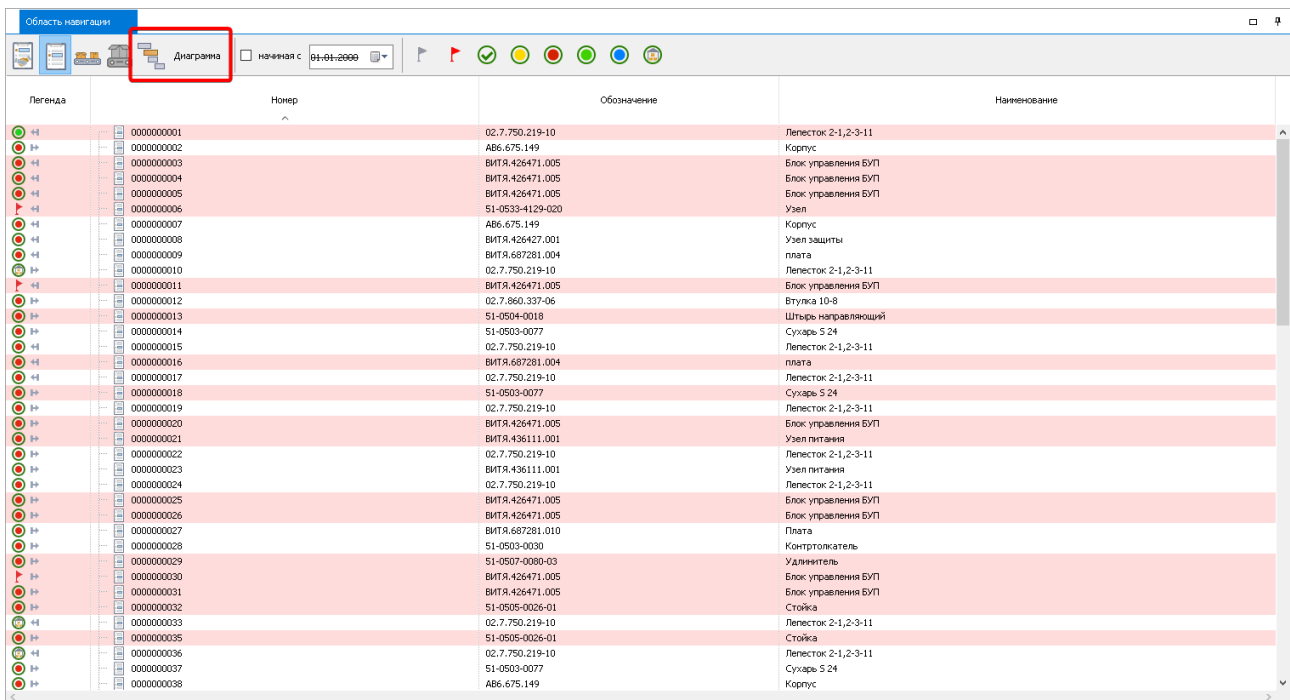 Область навигации
Диаграмма начиная с 01.01.2000
Легенда Номер Обозначение Наименование
0000000001 02.7.750.219-10 Лепесток 2-1,2-3-11
0000000002 АВ6.675.149 Корпус
0000000003 ВИТЯ.426471.005 Блок управления БУП
0000000004 ВИТЯ.426471.005 Блок управления БУП
0000000005 ВИТЯ.426471.005 Блок управления БУП
0000000006 51-0533-4129-020 Узел
0000000007 АВ6.675.149 Корпус
0000000008 ВИТЯ.426427.001 Узел защиты
0000000009 ВИТЯ.687281.004 плата
0000000010 02.7.750.219-10 Лепесток 2-1,2-3-11
0000000011 ВИТЯ.426471.005 Блок управления БУП
0000000012 02.7.860.337-06 Втулка 10-8
0000000013 51-0504-0018 Штырь направляющий
0000000014 51-0503-0077 Сухарь S 24
0000000015 02.7.750.219-10 Лепесток 2-1,2-3-11
0000000016 ВИТЯ.687281.004 плата
0000000017 02.7.750.219-10 Лепесток 2-1,2-3-11
0000000018 51-0503-0077 Сухарь S 24
0000000019 02.7.750.219-10 Лепесток 2-1,2-3-11
0000000020 ВИТЯ.426471.005 Блок управления БУП
0000000021 ВИТЯ.436111.001 Узел питания
0000000022 02.7.750.219-10 Лепесток 2-1,2-3-11
0000000023 ВИТЯ.436111.001 Узел питания
0000000024 02.7.750.219-10 Лепесток 2-1,2-3-11
0000000025 ВИТЯ.426471.005 Блок управления БУП
0000000026 ВИТЯ.426471.005 Блок управления БУП
0000000027 ВИТЯ.687281.010 Плата
0000000028 51-0503-0030 Контртолкатель
0000000029 51-0507-0080-03 Удлинитель
0000000030 ВИТЯ.426471.005 Блок управления БУП
0000000031 ВИТЯ.426471.005 Блок управления БУП
0000000032 51-0505-0026-01 Стойка
0000000033 02.7.750.219-10 Лепесток 2-1,2-3-11
0000000035 51-0505-0026-01 Стойка
0000000036 02.7.750.219-10 Лепесток 2-1,2-3-11
0000000037 51-0503-0077 Сухарь S 24
0000000038 АВ6.675.149 Корпус